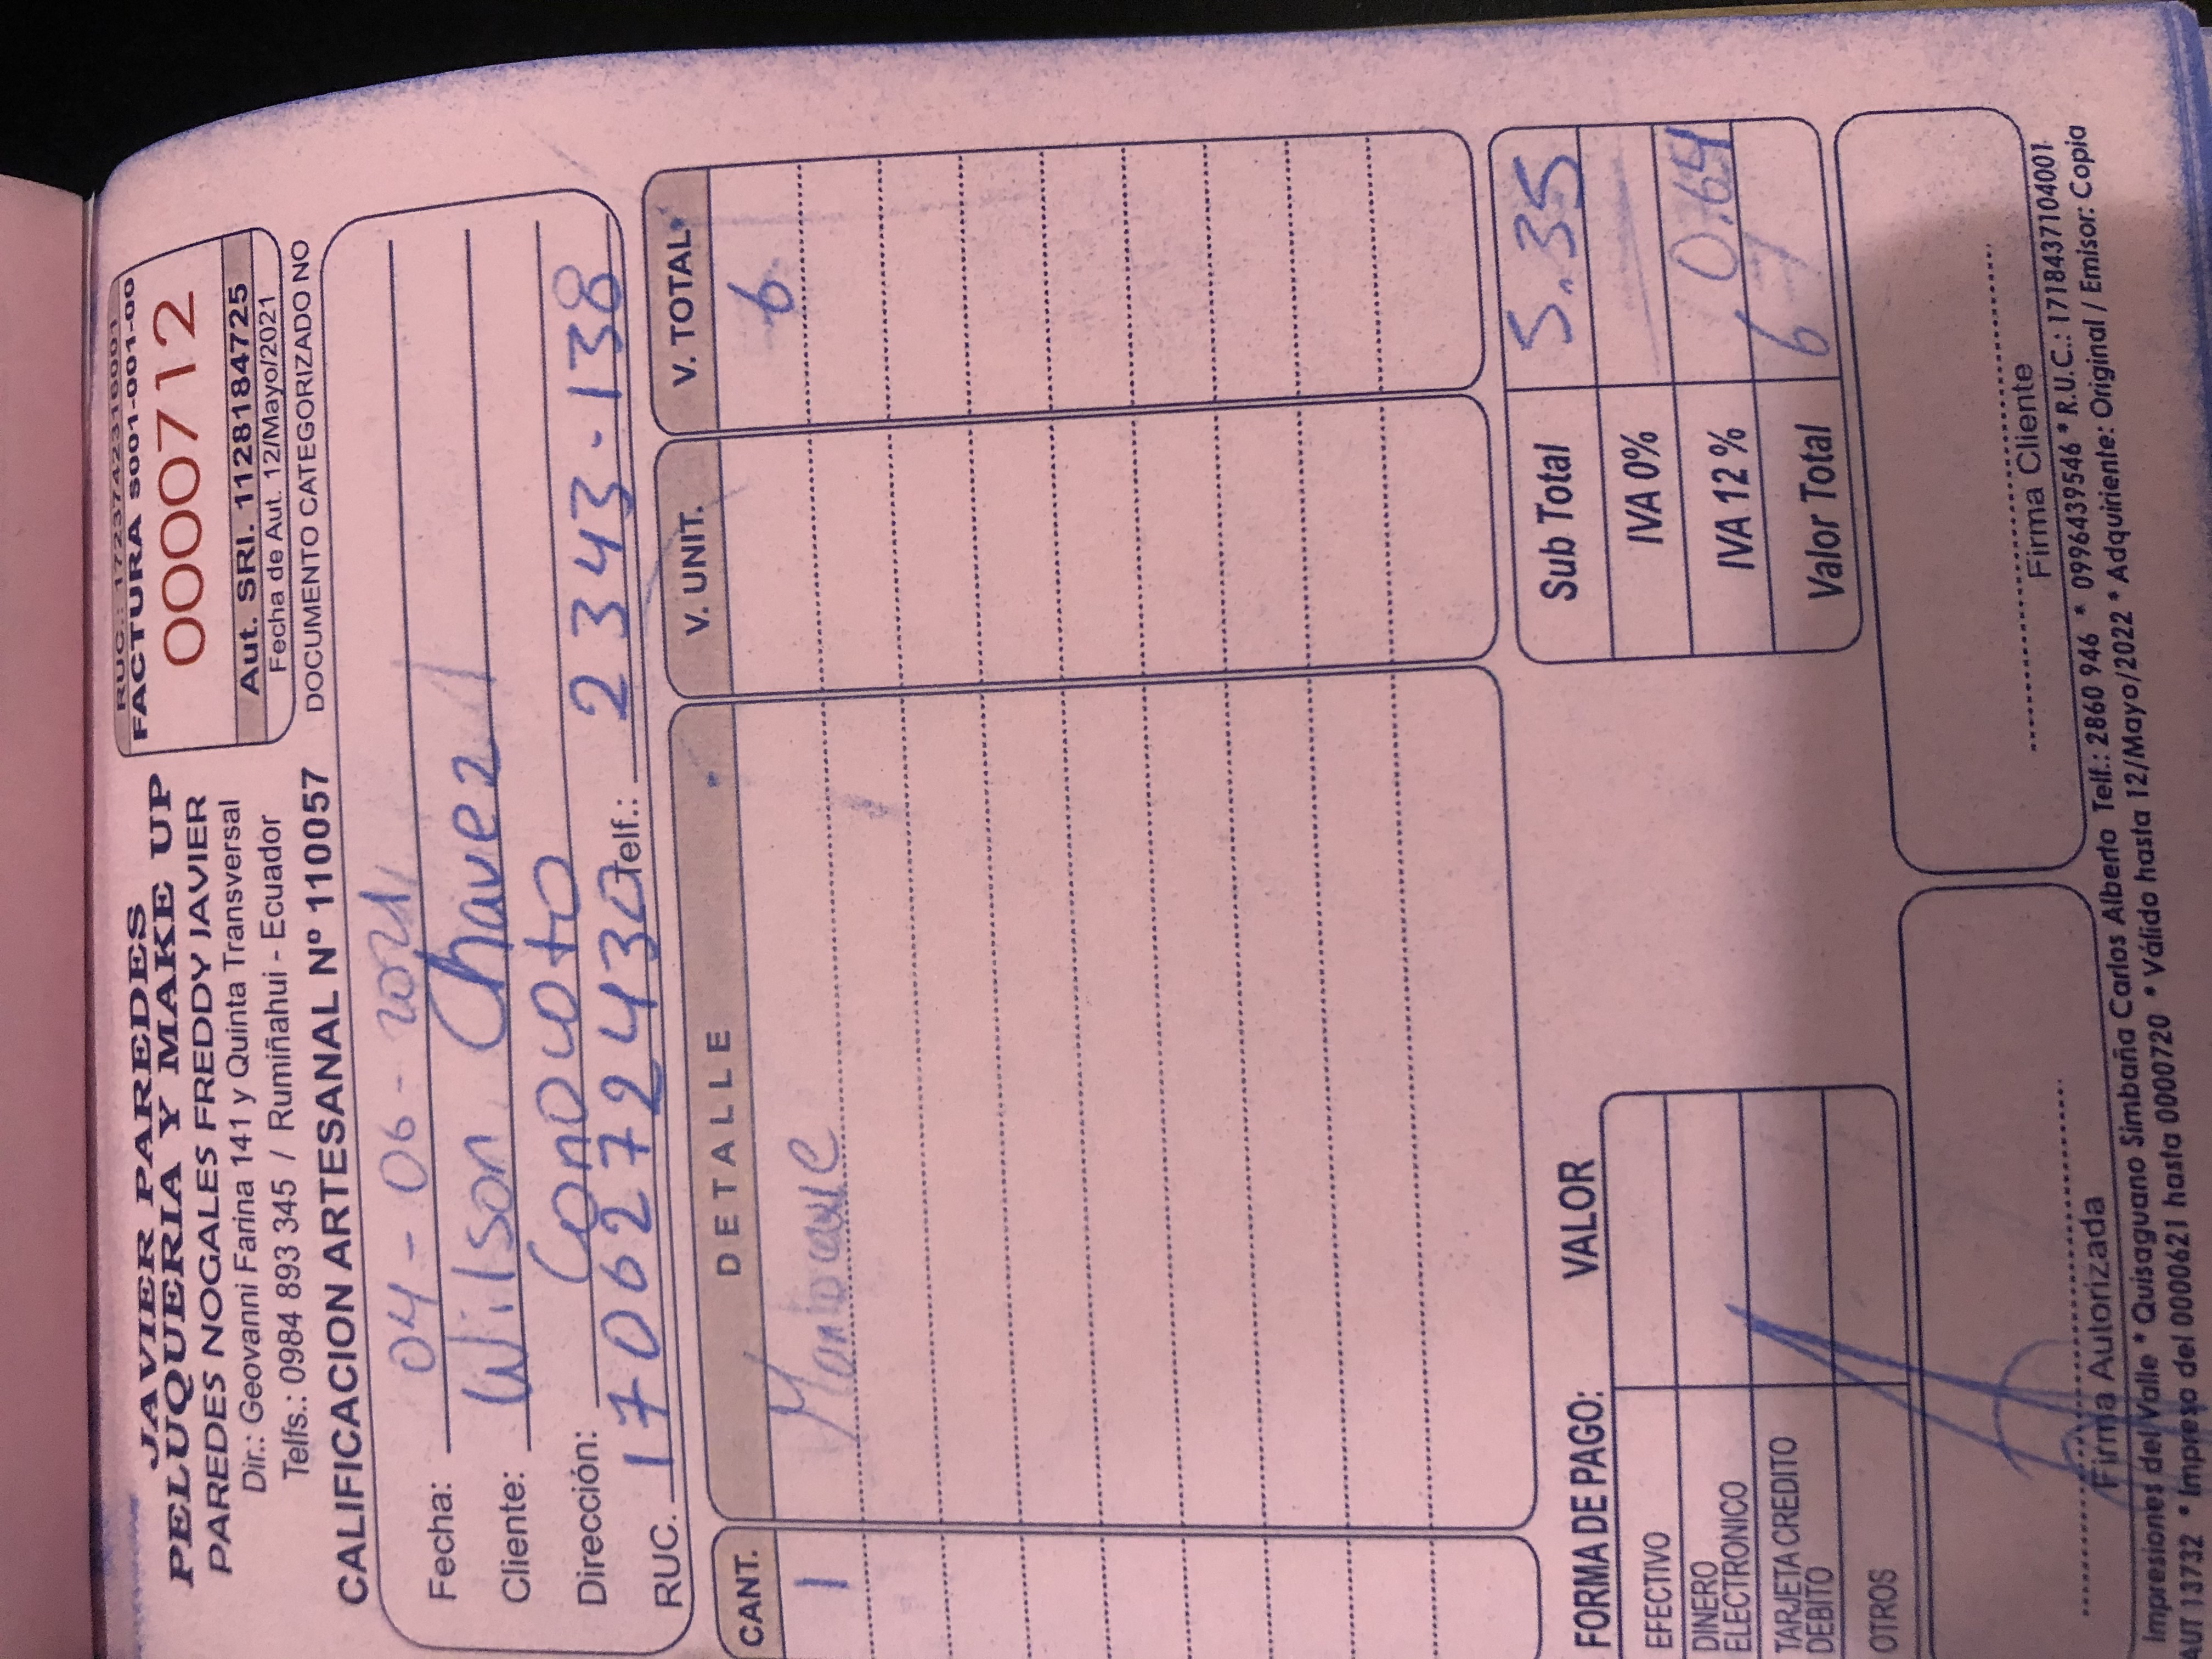 JAVIER PAREDES
PELUQUERIA Y MAKE UP
PAREDES NOGALES FREDDY JAVIER
Dir.: Geovanni Farina 141 y Quinta Transversal
Telfs.: 0984 893 345 / Rumiñahui - Ecuador
CALIFICACION ARTESANAL Nº 110057
RUC.: 1723742316001
FACTURA S001-001-00
0000712
Aut. SRI. 1128184725
Fecha de Aut. 12/Mayo/2021
DOCUMENTO CATEGORIZADO NO
Fecha: 04 - 06 - 2021
Cliente: Wilson Chavez
Dirección: Conocoto
RUC. 1706272430 Telf.: 2343-138
CANT. DETALLE V. UNIT. V. TOTAL
1 6
FORMA DE PAGO: VALOR
EFECTIVO
DINERO
ELECTRONICO
TARJETA CREDITO
DEBITO
OTROS
Sub Total 5.35
IVA 0%
IVA 12 % 0.64
Valor Total 6
Firma Autorizada
Firma Cliente
Impresiones del Valle * Quisaguano Simbaña Carlos Alberto Telf.: 2860 946 * 0996439546 * R.U.C.: 1718437104001
AUT 13732 * Impreso del 0000621 hasta 0000720 * Válido hasta 12/Mayo/2022 * Adquiriente: Original / Emisor: Copia